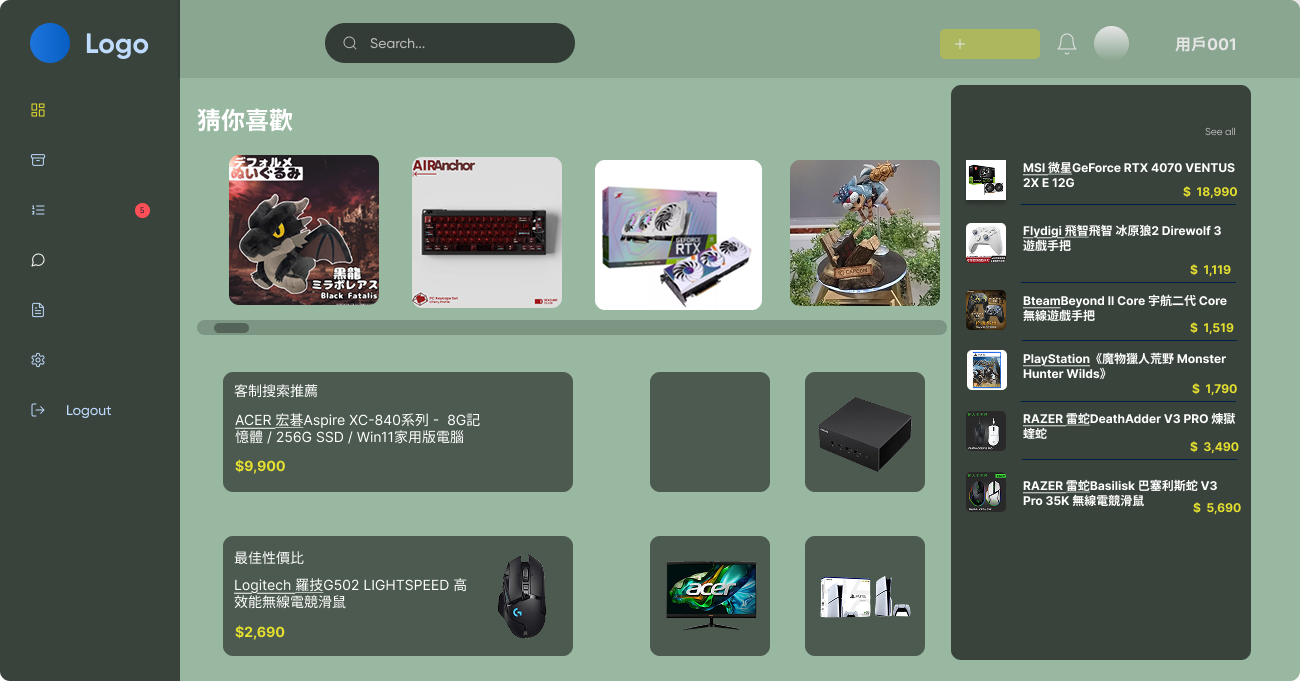 Logo
Search...
用戶001
5
Logout
猜你喜歡
デフォルメ
ぬいぐるみ
黒龍
ミラボレアス
Black Fatalis
AIRAnchor
PC Keycaps Set
GEFORCE
RTX
CAPCOM
客制搜索推薦
ACER 宏碁Aspire XC-840系列 - 8G記
憶體 / 256G SSD / Win11家用版電腦
$9,900
最佳性價比
Logitech 羅技G502 LIGHTSPEED 高
效能無線電競滑鼠
$2,690
acer
See all
MSI 微星GeForce RTX 4070 VENTUS
2X E 12G
$ 18,990
Flydigi 飛智飛智 冰原狼2 Direwolf 3
遊戲手把
$ 1,119
BteamBeyond II Core 宇航二代 Core
無線遊戲手把
$ 1,519
PlayStation《魔物獵人荒野 Monster
Hunter Wilds》
$ 1,790
RAZER 雷蛇DeathAdder V3 PRO 煉獄
蝰蛇
$ 3,490
RAZER 雷蛇Basilisk 巴塞利斯蛇 V3
Pro 35K 無線電競滑鼠
$ 5,690